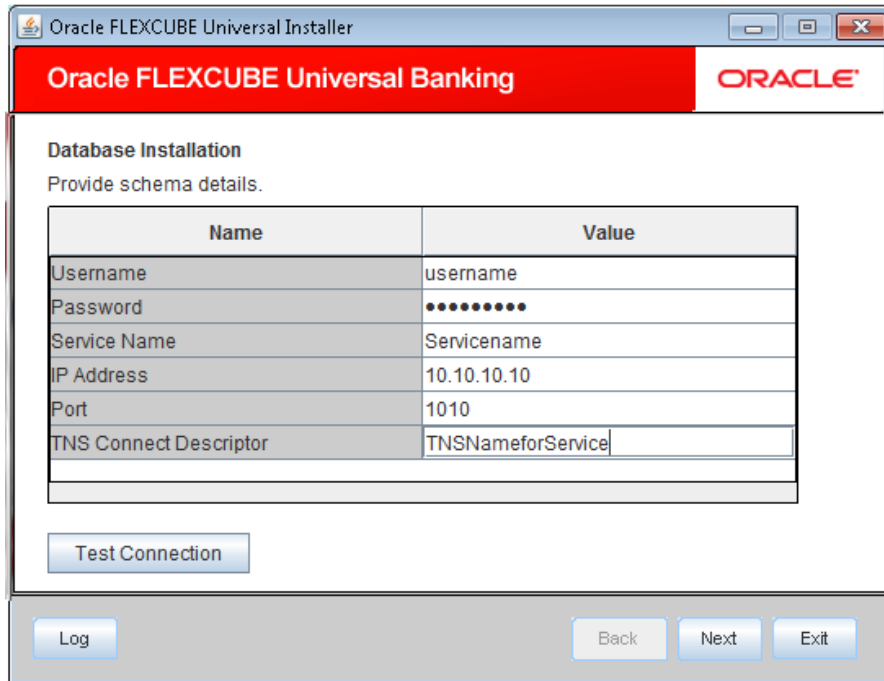 Oracle FLEXCUBE Universal Installer
Oracle FLEXCUBE Universal Banking
ORACLE
Database Installation
Provide schema details.
Name Value
Username username
Password •••••••••
Service Name Servicename
IP Address 10.10.10.10
Port 1010
TNS Connect Descriptor TNSNameforService
Test Connection
Log Back Next Exit